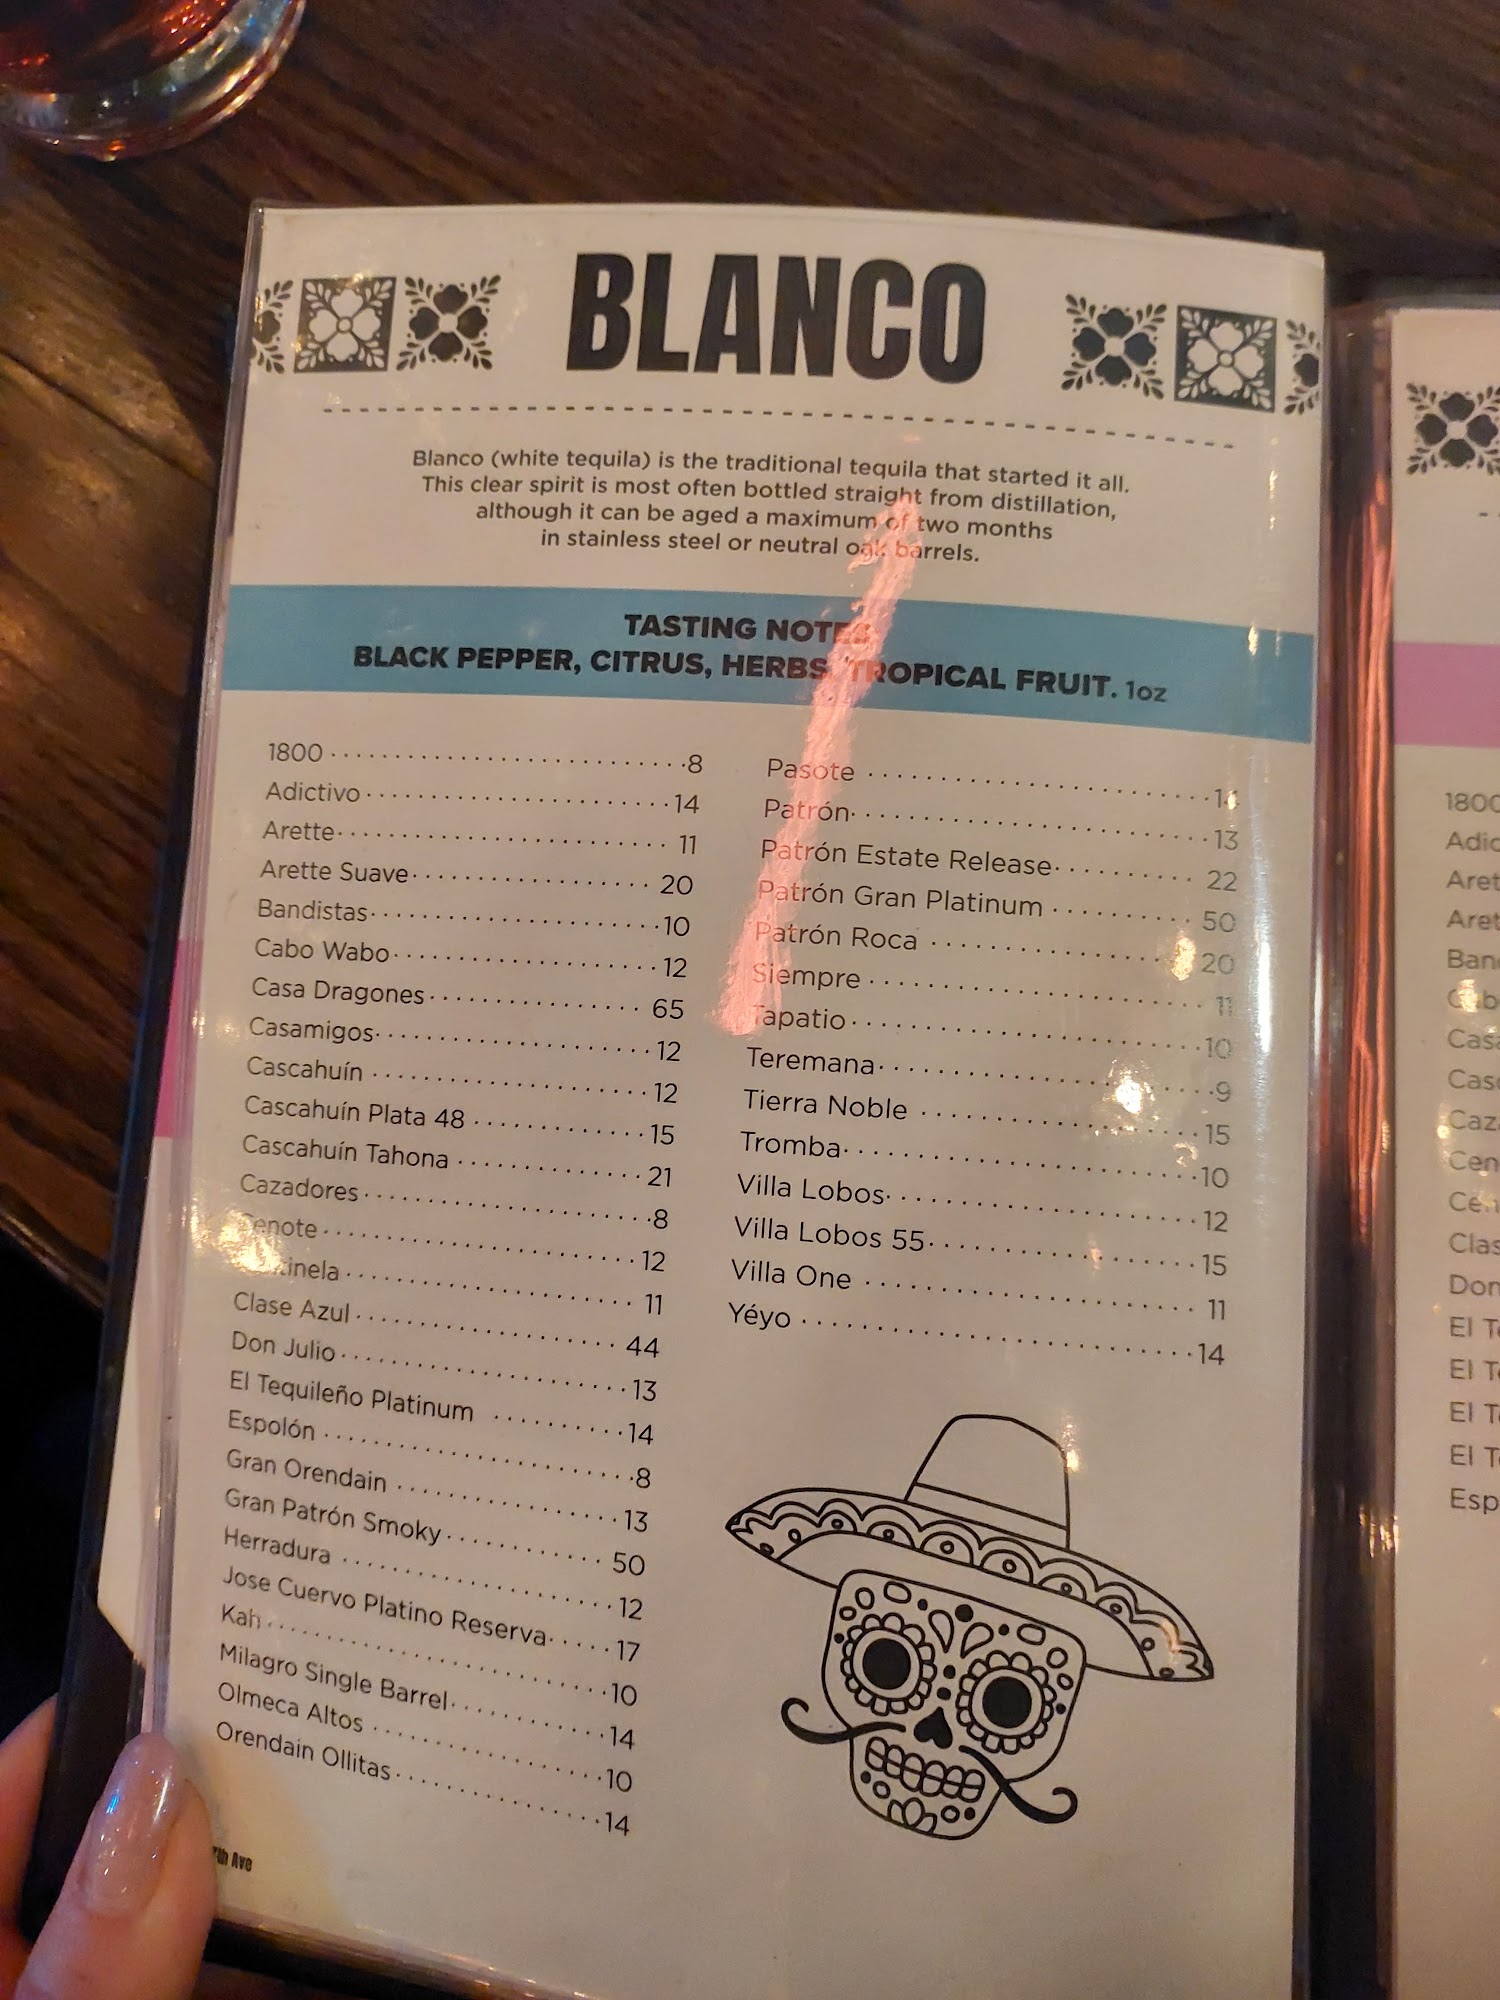 BLANCO
Blanco (white tequila) is the traditional tequila that started it all.
This clear spirit is most often bottled straight from distillation,
although it can be aged a maximum of two months
in stainless steel or neutral oak barrels.
TASTING NOTES
BLACK PEPPER, CITRUS, HERBS, TROPICAL FRUIT. 1oz
1800 8
Adictivo 14
Arette 11
Arette Suave 20
Bandistas 10
Cabo Wabo 12
Casa Dragones 65
Casamigos 12
Cascahuín 12
Cascahuín Plata 48 15
Cascahuín Tahona 21
Cazadores 8
Cenote 12
11
Clase Azul 44
Don Julio 13
El Tequileño Platinum 14
Espolón 8
Gran Orendain 13
Gran Patrón Smoky 50
Herradura 12
Jose Cuervo Platino Reserva 17
Kah 10
Milagro Single Barrel 14
Olmeca Altos 10
Orendain Ollitas 14
Pasote
Patrón 13
Patrón Estate Release 22
Patrón Gran Platinum 50
Patrón Roca 20
Siempre 11
Tapatio 10
Teremana 9
Tierra Noble 15
Tromba 10
Villa Lobos 12
Villa Lobos 55 15
Villa One 11
Yéyo 14
Ave
1800